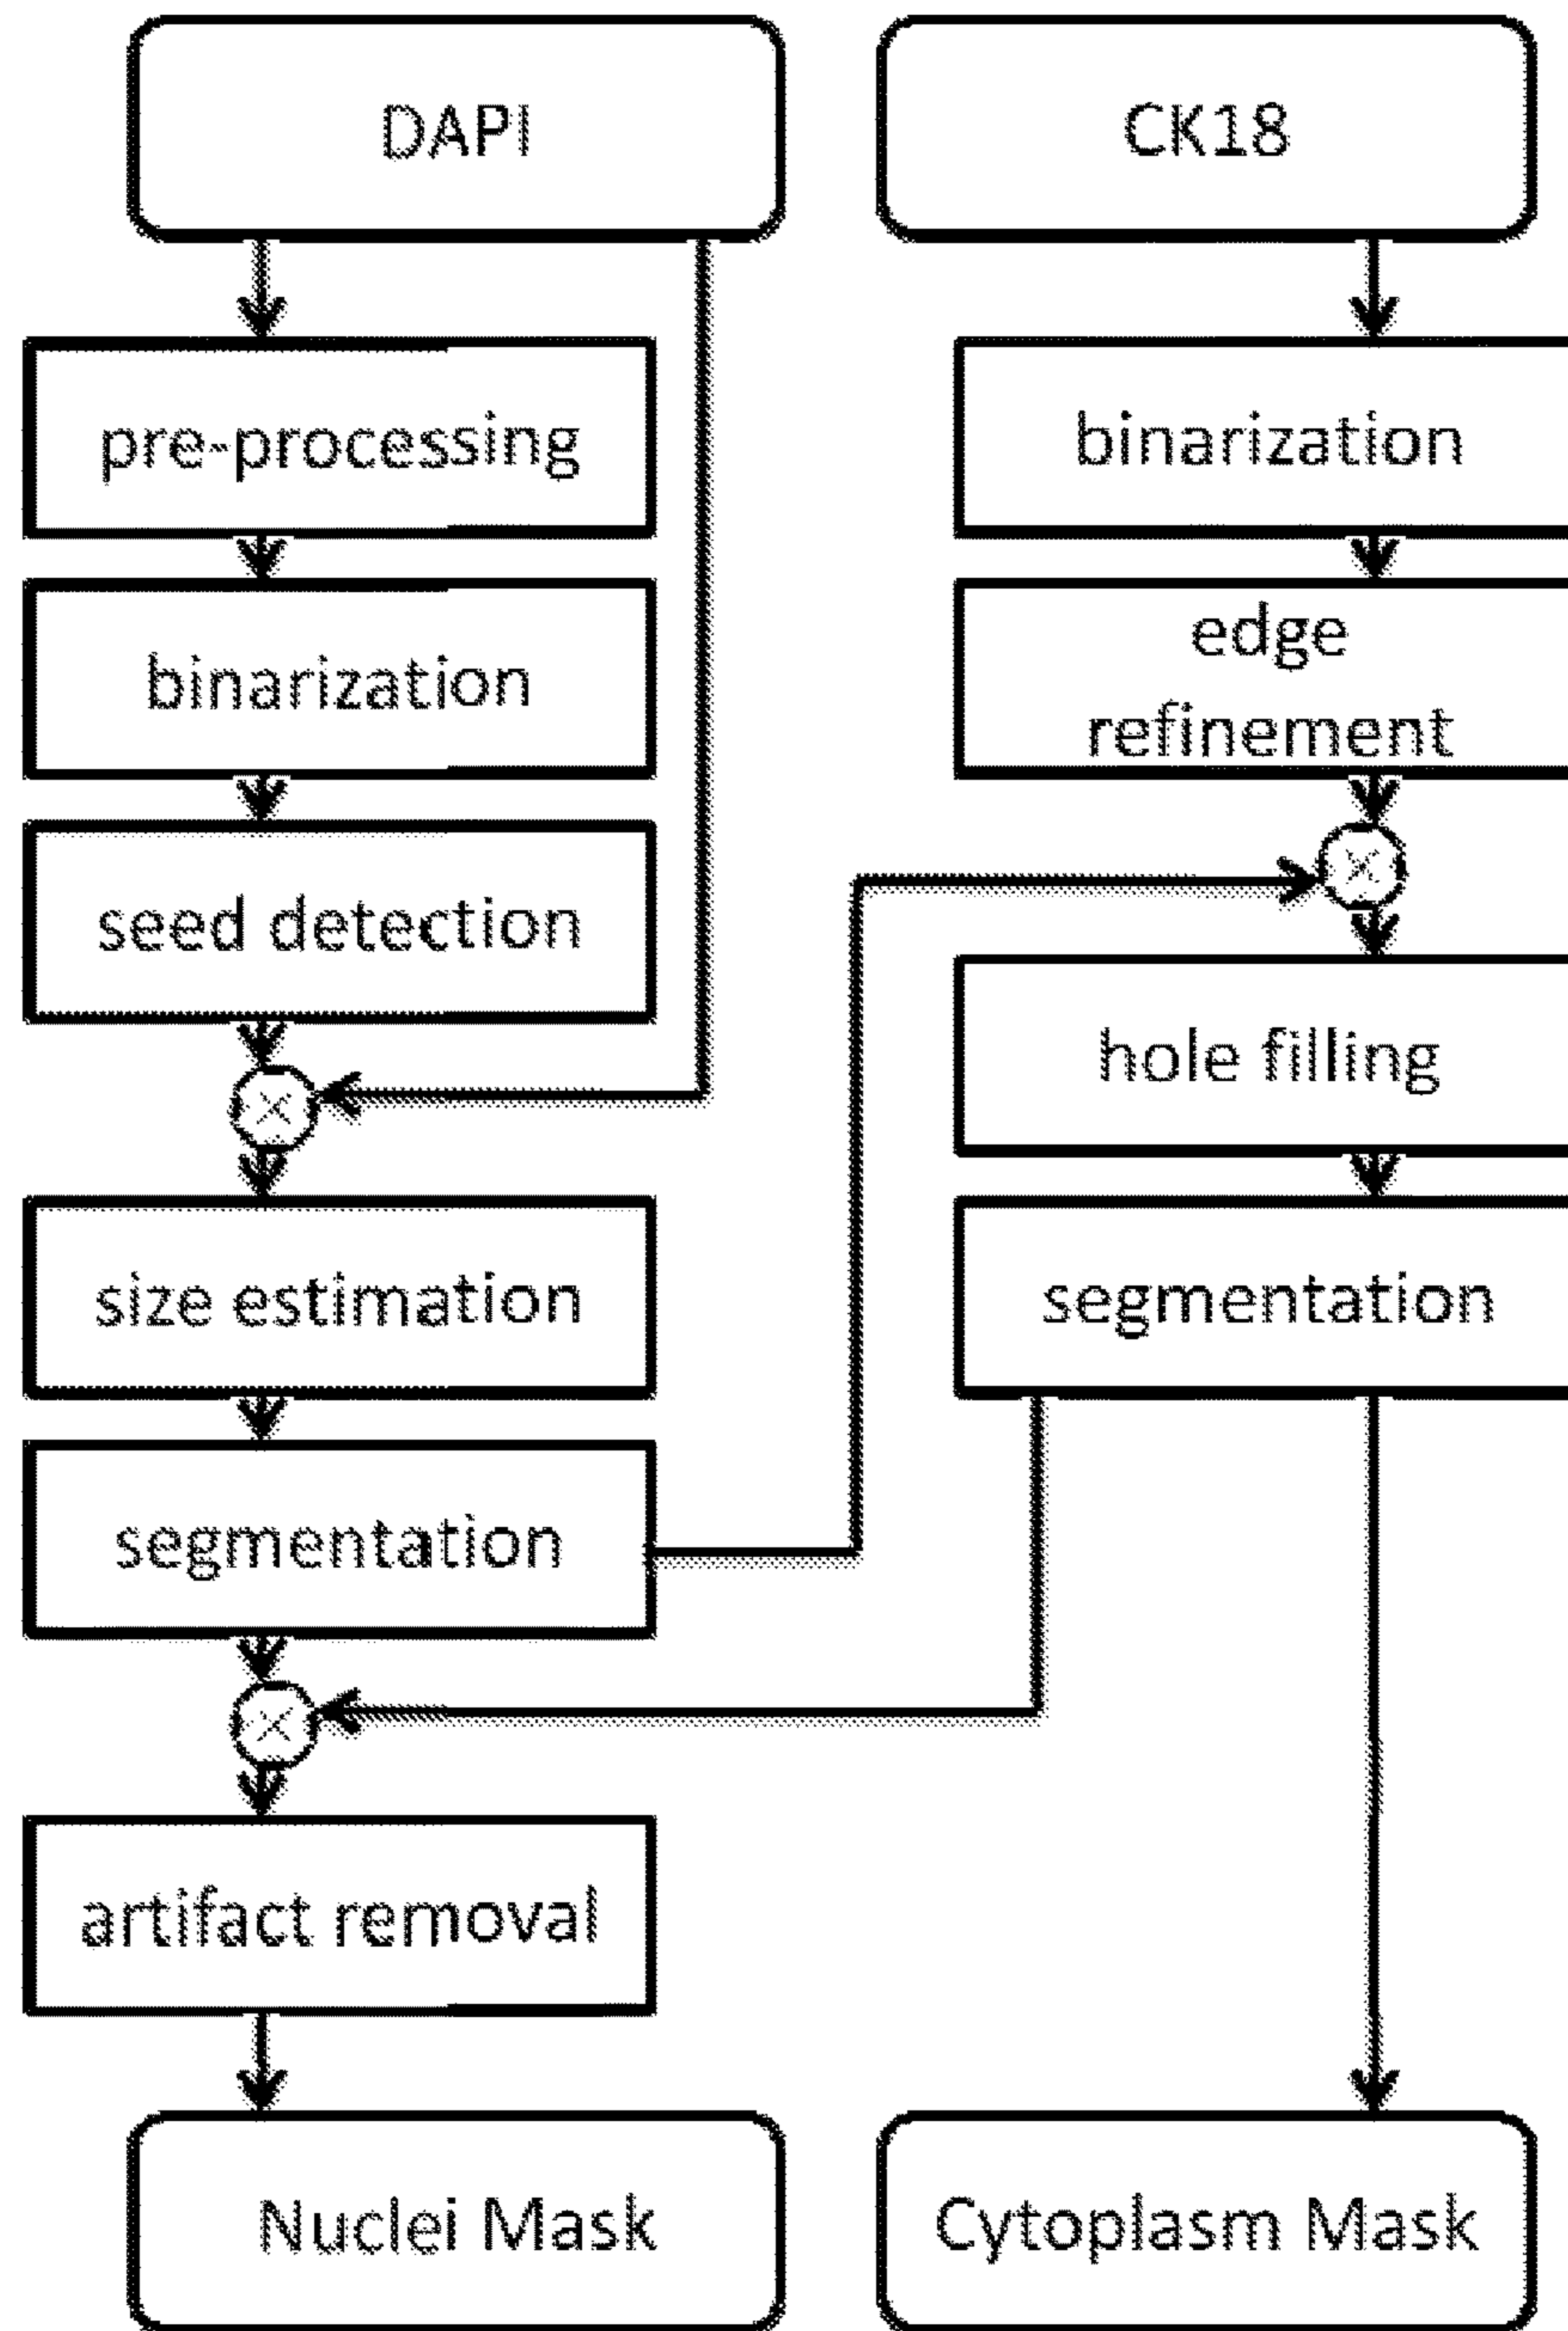 DAPI
pre-processing
binarization
seed detection
size estimation
segmentation
artifact removal
Nuclei Mask
CK18
binarization
edge
refinement
hole filling
segmentation
Cytoplasm Mask